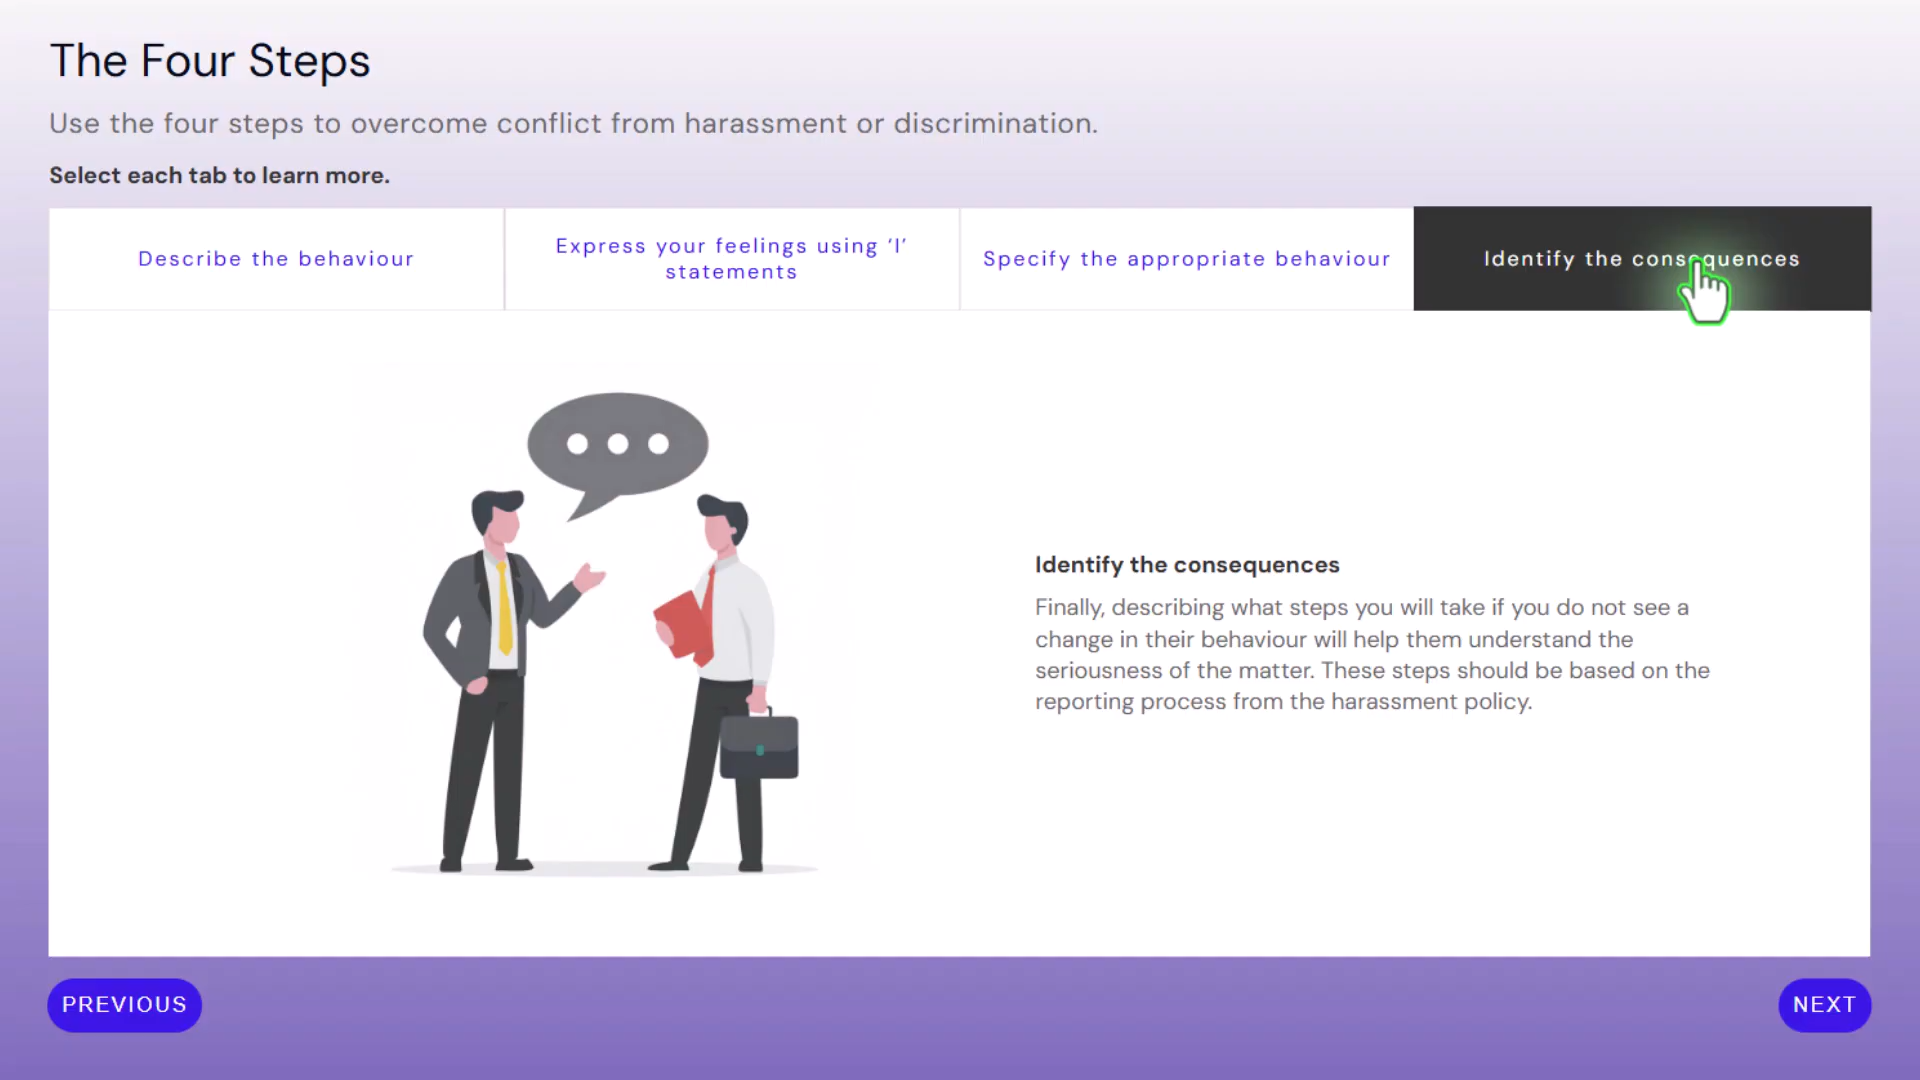 The Four Steps
Use the four steps to overcome conflict from harassment or discrimination.
Select each tab to learn more.
Describe the behaviour
Express your feelings using ‘I’
statements
Specify the appropriate behaviour
Identify the consequences
Identify the consequences
Finally, describing what steps you will take if you do not see a
change in their behaviour will help them understand the
seriousness of the matter. These steps should be based on the
reporting process from the harassment policy.
PREVIOUS
NEXT